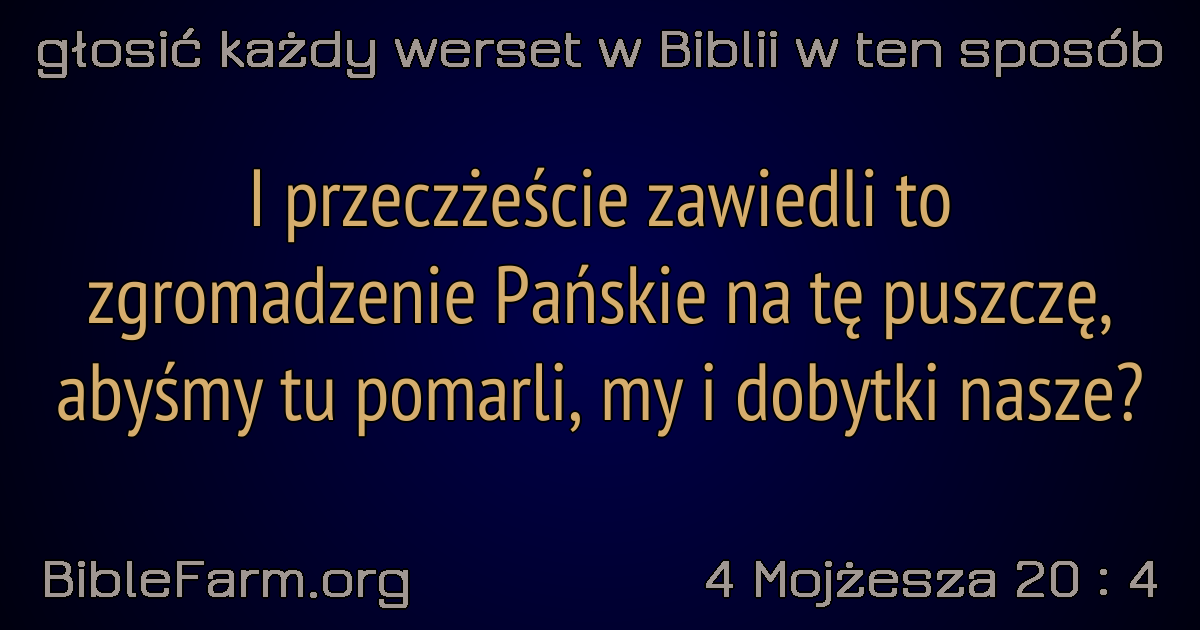 głosić każdy werset w Biblii w ten sposób
I przeczżeście zawiedli to
zgromadzenie Pańskie na tę puszczę,
abyśmy tu pomarli, my i dobytki nasze?
BibleFarm.org
4 Mojżesza 20 : 4